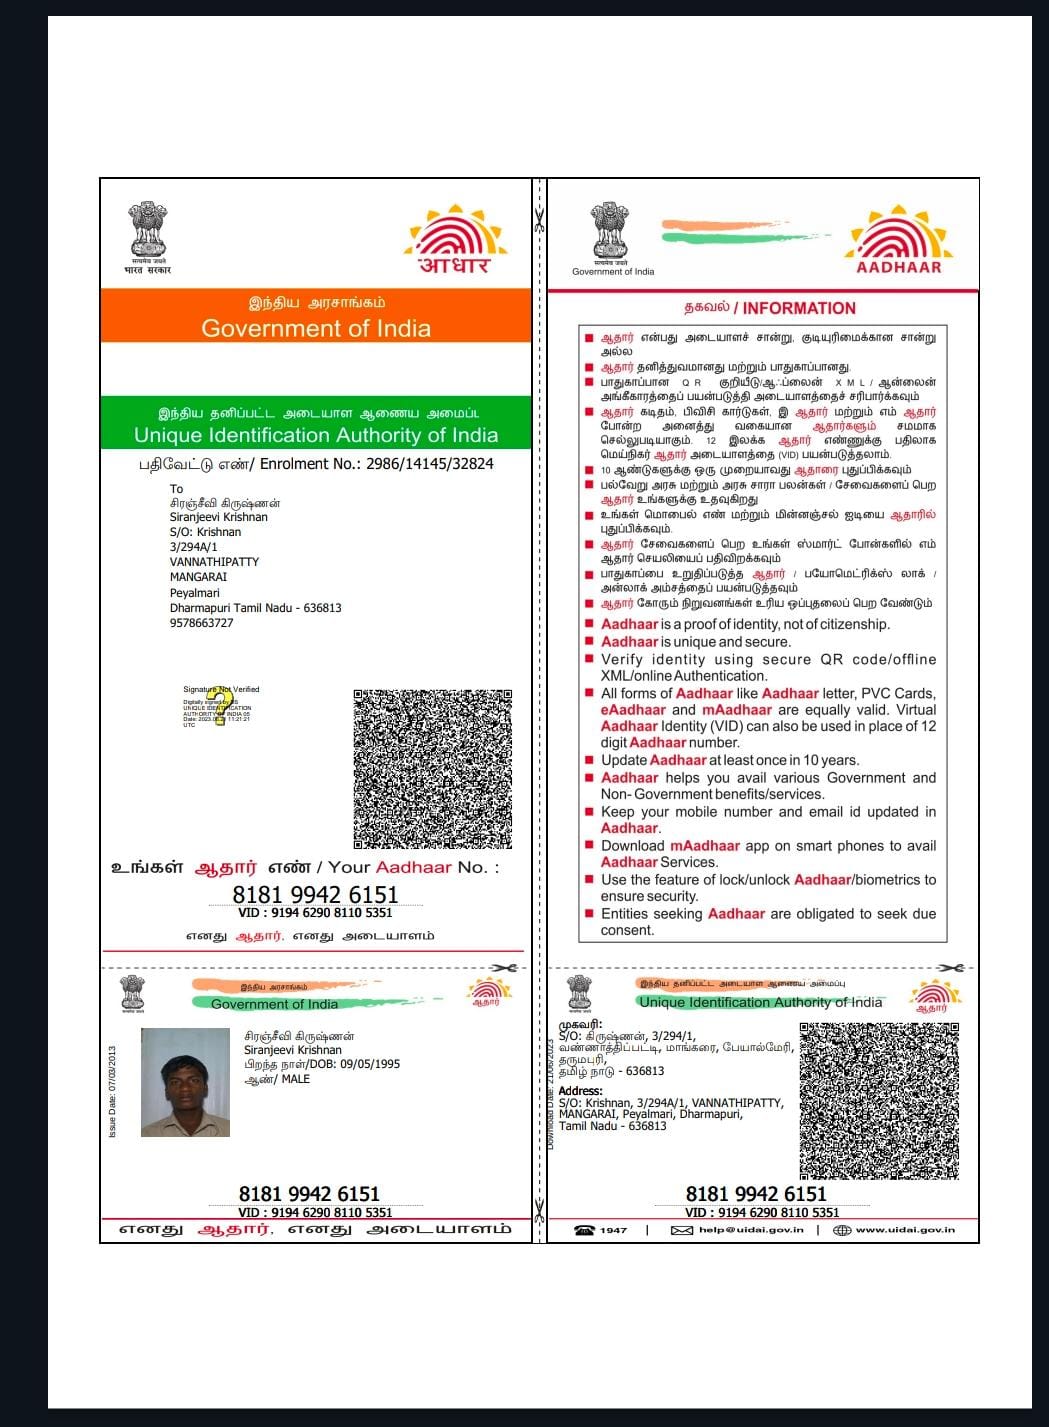 सत्यमेव जयते
भारत सरकार
आधार
இந்திய அரசாங்கம்
Government of India
இந்திய தனிப்பட்ட அடையாள ஆணைய அமைப்ட
Unique Identification Authority of India
பதிவேட்டு எண்/ Enrolment No.: 2986/14145/32824
To
சிரஞ்சீவி கிருஷ்ணன்
Siranjeevi Krishnan
S/O: Krishnan
3/294A/1
VANNATHIPATTY
MANGARAI
Peyalmari
Dharmapuri Tamil Nadu - 636813
9578663727
Signature Not Verified
Digitally signed by DS
UNIQUE IDENTIFICATION
AUTHORITY OF INDIA 05
11:21:21
UTC
உங்கள் ஆதார் எண் / Your Aadhaar No. :
8181 9942 6151
VID : 9194 6290 8110 5351
எனது ஆதார், எனது அடையாளம்
सत्यमेव जयते
Government of India
AADHAAR
தகவல் / INFORMATION
ஆதார் என்பது அடையாளச் சான்று, குடியுரிமைக்கான சான்று
அல்ல
ஆதார் தனித்துவமானது மற்றும் பாதுகாப்பானது.
பாதுகாப்பான QR குறியீடு/ஆஃப்லைன் XML/ ஆன்லைன்
அங்கீகாரத்தைப் பயன்படுத்தி அடையாளத்தைச் சரிபார்க்கவும்
ஆதார் கடிதம், பிவிசி கார்டுகள், இ ஆதார் மற்றும் எம் ஆதார்
போன்ற அனைத்து வகையான ஆதார்களும் சமமாக
செல்லுபடியாகும். 12 இலக்க ஆதார் எண்ணுக்கு பதிலாக
மெய்நிகர் ஆதார் அடையாளத்தை (VID) பயன்படுத்தலாம்.
10 ஆண்டுகளுக்கு ஒரு முறையாவது ஆதாரை புதுப்பிக்கவும்
பல்வேறு அரசு மற்றும் அரசு சாரா பலன்கள் / சேவைகளைப் பெற
ஆதார் உங்களுக்கு உதவுகிறது
உங்கள் மொபைல் எண் மற்றும் மின்னஞ்சல் ஐடியை ஆதாரில்
புதுப்பிக்கவும்.
ஆதார் சேவைகளைப் பெற உங்கள் ஸ்மார்ட் போன்களில் எம்
ஆதார் செயலியைப் பதிவிறக்கவும்
பாதுகாப்பை உறுதிப்படுத்த ஆதார் / பயோமெட்ரிக்ஸ் லாக் /
அன்லாக் அம்சத்தைப் பயன்படுத்தவும்
ஆதார் கோரும் நிறுவனங்கள் உரிய ஒப்புதலைப் பெற வேண்டும்
Aadhaar is a proof of identity, not of citizenship.
Aadhaar is unique and secure.
Verify identity using secure QR code/offline
XML/online Authentication.
All forms of Aadhaar like Aadhaar letter, PVC Cards,
eAadhaar and mAadhaar are equally valid. Virtual
Aadhaar Identity (VID) can also be used in place of 12
digit Aadhaar number.
Update Aadhaar at least once in 10 years.
Aadhaar helps you avail various Government and
Non- Government benefits/services.
Keep your mobile number and email id updated in
Aadhaar.
Download mAadhaar app on smart phones to avail
Aadhaar Services.
Use the feature of lock/unlock Aadhaar/biometrics to
ensure security.
Entities seeking Aadhaar are obligated to seek due
consent.
இந்திய அரசாங்கம்
Government of India
ஆதார்
Issue Date: 07/03/2013
சிரஞ்சீவி கிருஷ்ணன்
Siranjeevi Krishnan
பிறந்த நாள்/DOB: 09/05/1995
ஆண்/ MALE
8181 9942 6151
VID : 9194 6290 8110 5351
எனது ஆதார், எனது அடையாளம்
இந்திய தனிப்பட்ட அடையாள ஆணைய அமைப்பு
Unique Identification Authority of India
ஆதார்
Download Date: 21/06/2023
முகவரி:
S/O: கிருஷ்ணன், 3/294/1,
வண்ணாத்திப்பட்டி, மாங்கரை, பேயால்மேரி,
தருமபுரி,
தமிழ் நாடு - 636813
Address:
S/O: Krishnan, 3/294A/1, VANNATHIPATTY,
MANGARAI, Peyalmari, Dharmapuri,
Tamil Nadu - 636813
8181 9942 6151
VID : 9194 6290 8110 5351
1947 | help@uidai.gov.in | www.uidai.gov.in